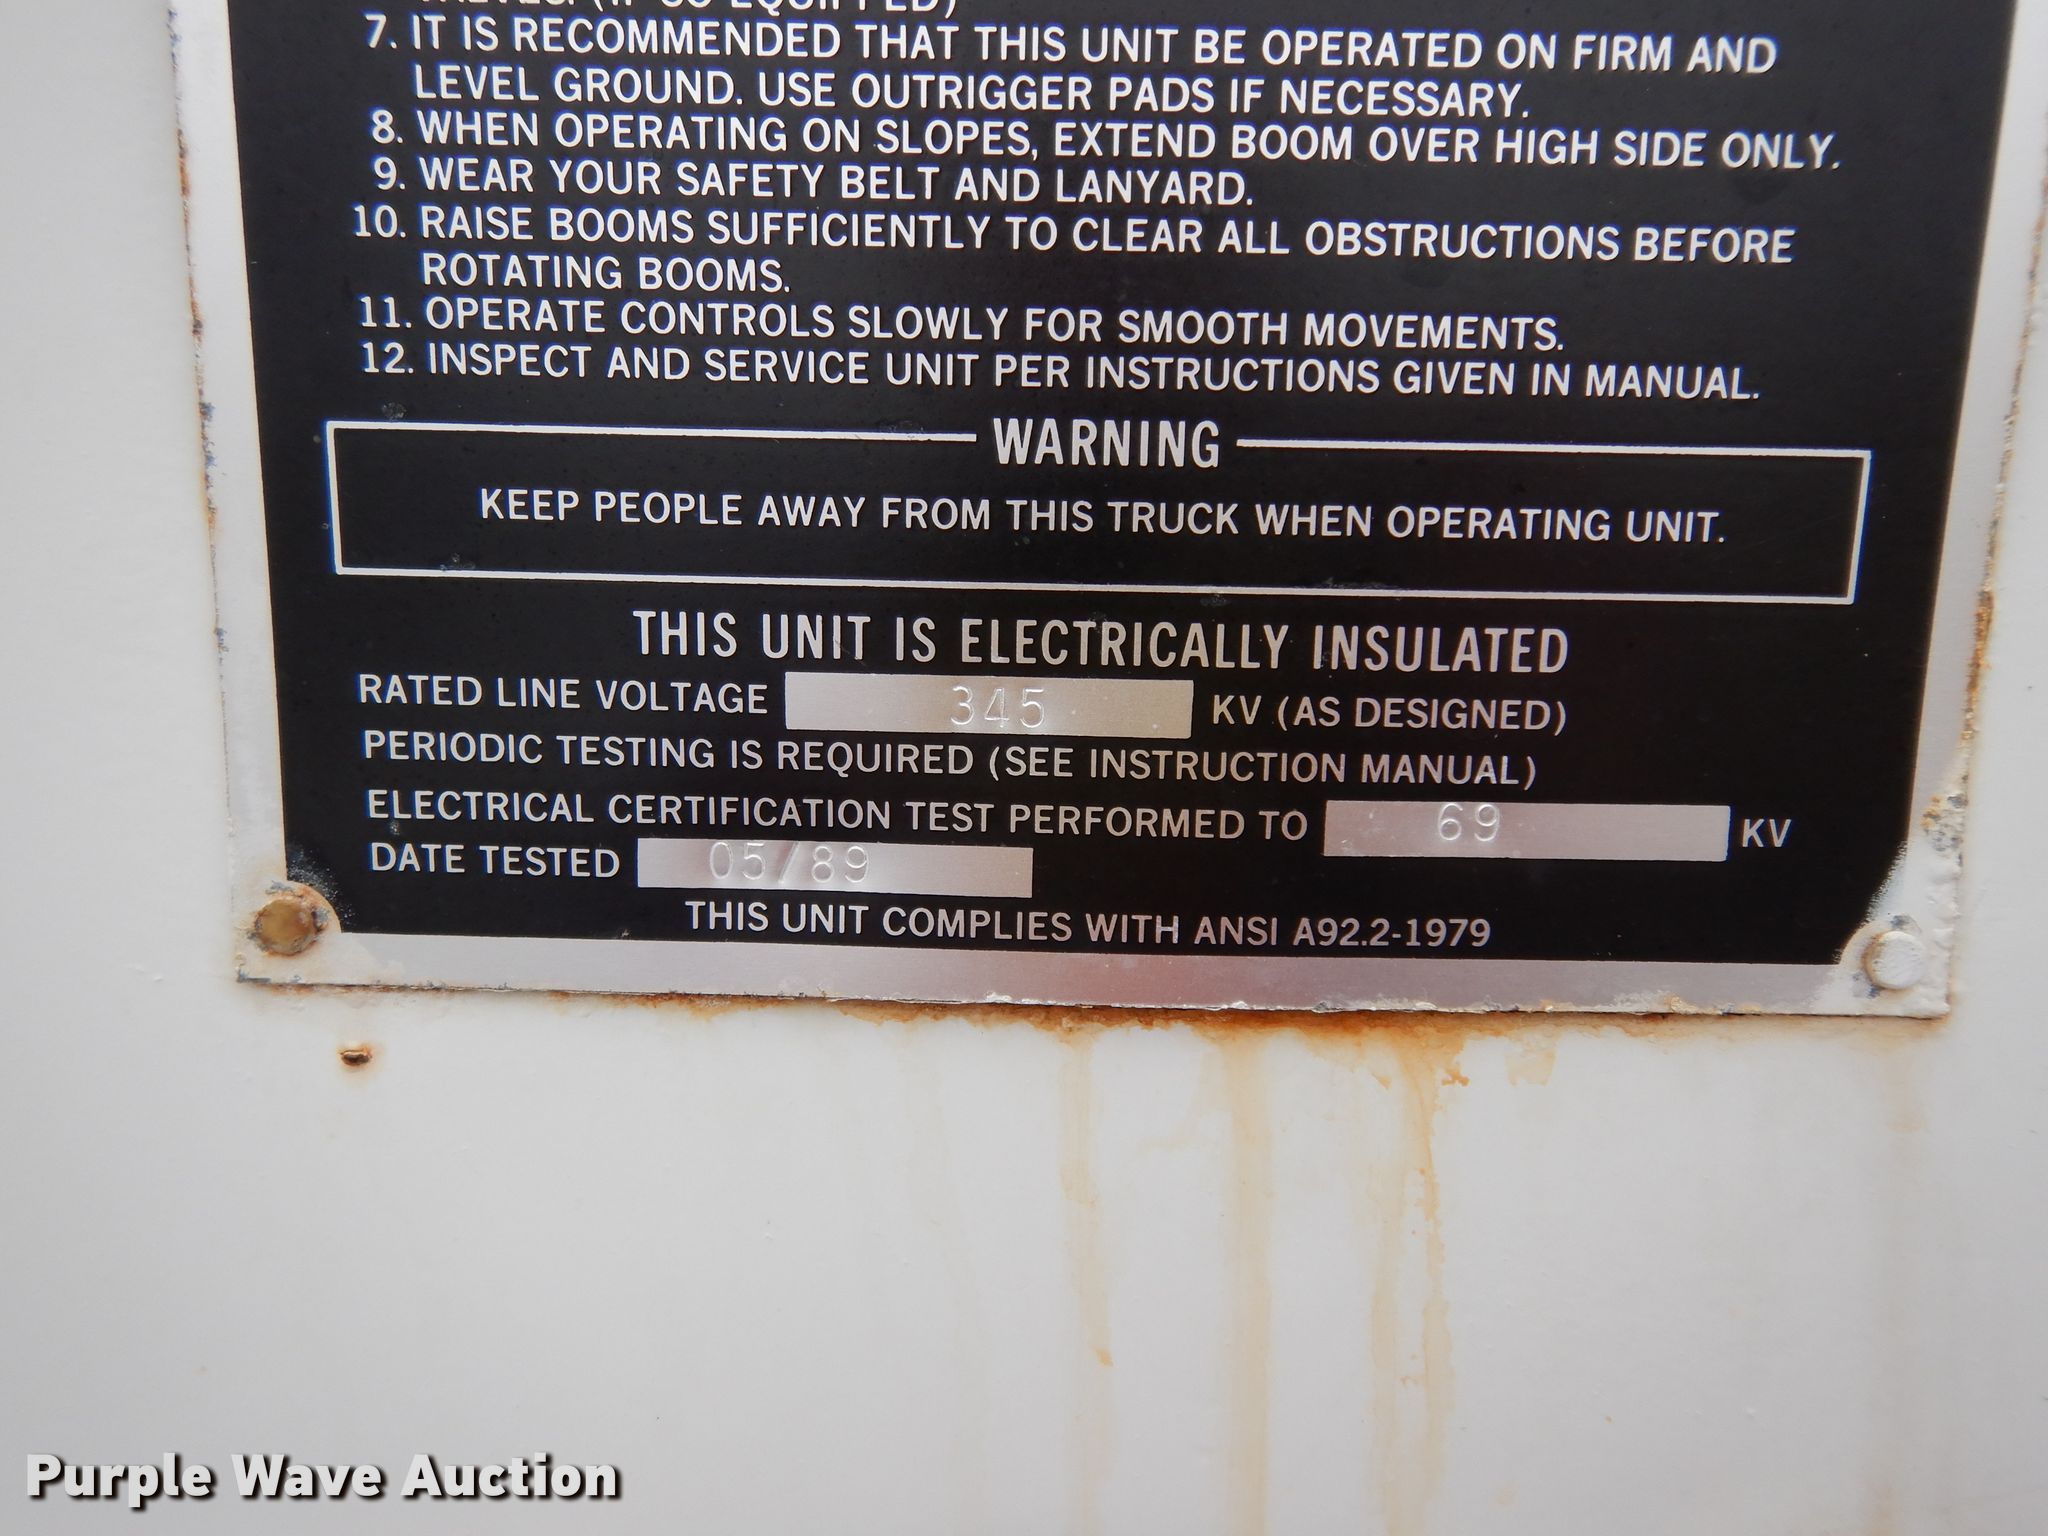 (IF SO EQUIPPED)
7. IT IS RECOMMENDED THAT THIS UNIT BE OPERATED ON FIRM AND
LEVEL GROUND. USE OUTRIGGER PADS IF NECESSARY.
8. WHEN OPERATING ON SLOPES, EXTEND BOOM OVER HIGH SIDE ONLY.
9. WEAR YOUR SAFETY BELT AND LANYARD.
10. RAISE BOOMS SUFFICIENTLY TO CLEAR ALL OBSTRUCTIONS BEFORE
ROTATING BOOMS.
11. OPERATE CONTROLS SLOWLY FOR SMOOTH MOVEMENTS.
12. INSPECT AND SERVICE UNIT PER INSTRUCTIONS GIVEN IN MANUAL.
WARNING
KEEP PEOPLE AWAY FROM THIS TRUCK WHEN OPERATING UNIT.
THIS UNIT IS ELECTRICALLY INSULATED
RATED LINE VOLTAGE 345 KV (AS DESIGNED)
PERIODIC TESTING IS REQUIRED (SEE INSTRUCTION MANUAL)
ELECTRICAL CERTIFICATION TEST PERFORMED TO 69 KV
DATE TESTED 05/89
THIS UNIT COMPLIES WITH ANSI A92.2-1979
Purple Wave Auction